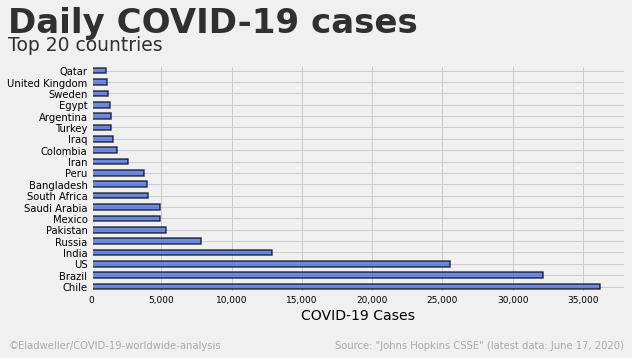 Daily COVID-19 cases
Top 20 countries
Qatar
United Kingdom
Sweden
Egypt
Argentina
Turkey
Iraq
Colombia
Iran
Peru
Bangladesh
South Africa
Saudi Arabia
Mexico
Pakistan
Russia
India
US
Brazil
Chile
0 5,000 10,000 15,000 20,000 25,000 30,000 35,000
COVID-19 Cases
©Eladweller/COVID-19-worldwide-analysis Source: "Johns Hopkins CSSE" (latest data: June 17, 2020)